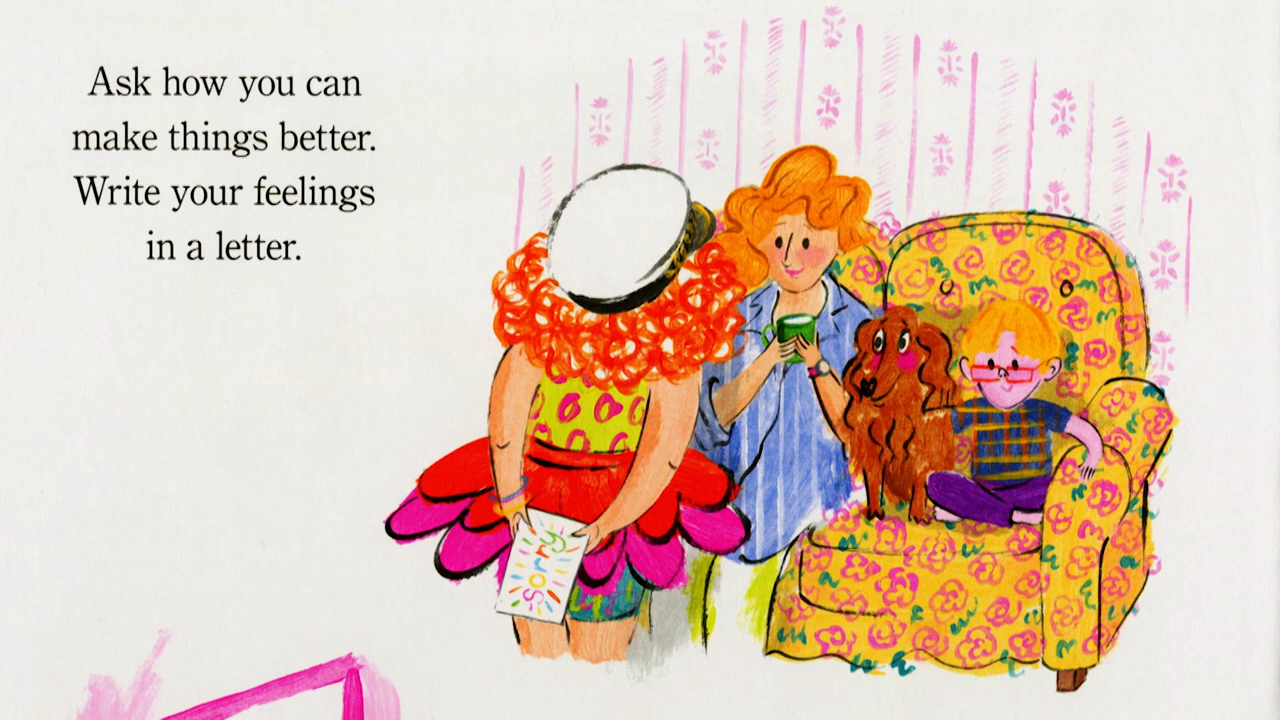 Ask how you can
make things better.
Write your feelings
in a letter.
sorry